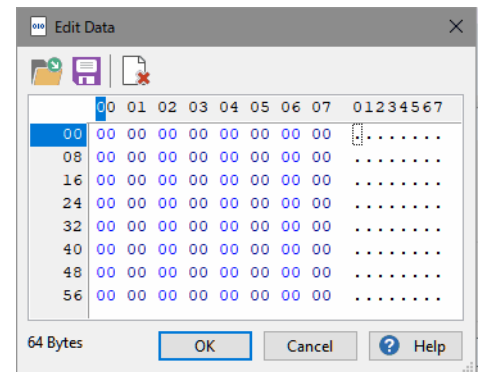 010 Edit Data
00 01 02 03 04 05 06 07 01234567
00 00 00 00 00 00 00 00 00 ........
08 00 00 00 00 00 00 00 00 ........
16 00 00 00 00 00 00 00 00 ........
24 00 00 00 00 00 00 00 00 ........
32 00 00 00 00 00 00 00 00 ........
40 00 00 00 00 00 00 00 00 ........
48 00 00 00 00 00 00 00 00 ........
56 00 00 00 00 00 00 00 00 ........
64 Bytes OK Cancel ? Help